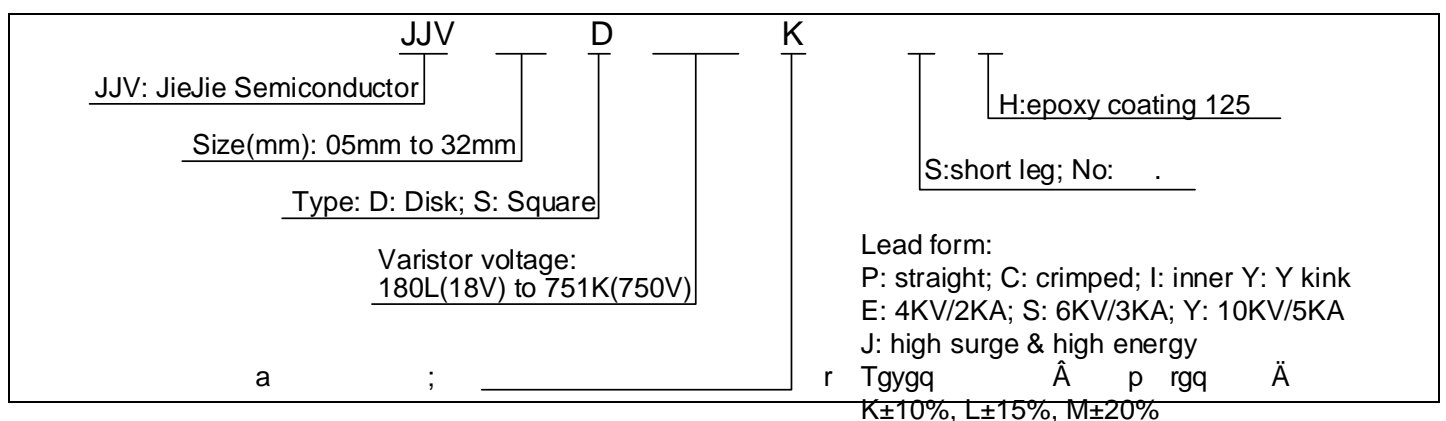 JJV D K
JJV: JieJie Semiconductor
H:epoxy coating 125
Size(mm): 05mm to 32mm
S:short leg; No: .
Type: D: Disk; S: Square
Varistor voltage:
180L(18V) to 751K(750V)
Lead form:
P: straight; C: crimped; I: inner Y: Y kink
E: 4KV/2KA; S: 6KV/3KA; Y: 10KV/5KA
J: high surge & high energy
a ; r Tgygq Â p rgq Ä
K±10%, L±15%, M±20%